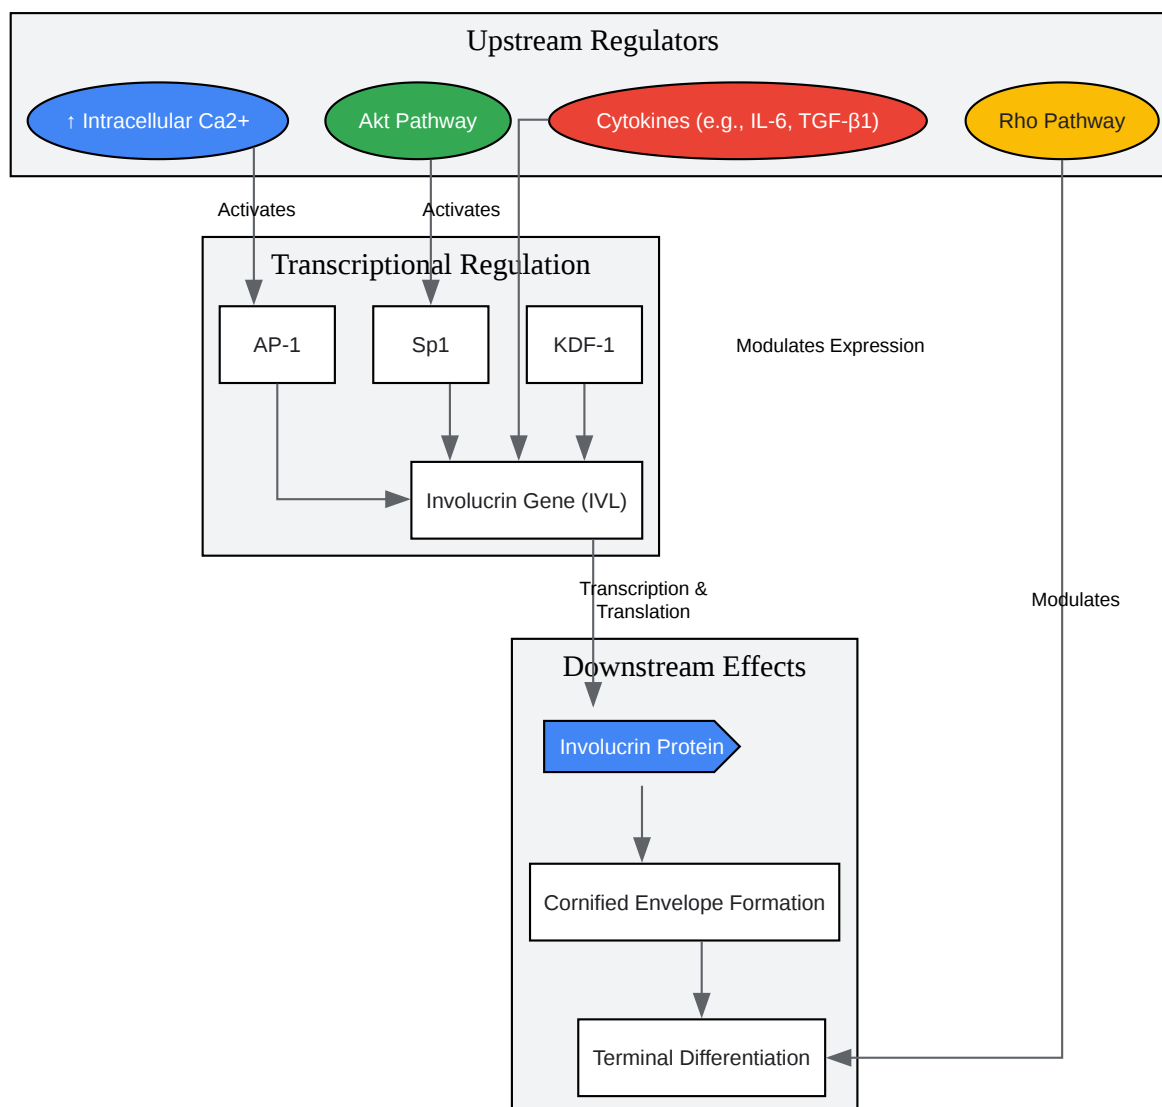 Upstream Regulators
↑ Intracellular Ca2+
Akt Pathway
Cytokines (e.g., IL-6, TGF-β1)
Rho Pathway
Activates
Activates
Transcriptional Regulation
AP-1
Sp1
KDF-1
Modulates Expression
Involucrin Gene (IVL)
Transcription &
Translation
Modulates
Downstream Effects
Involucrin Protein
Cornified Envelope Formation
Terminal Differentiation